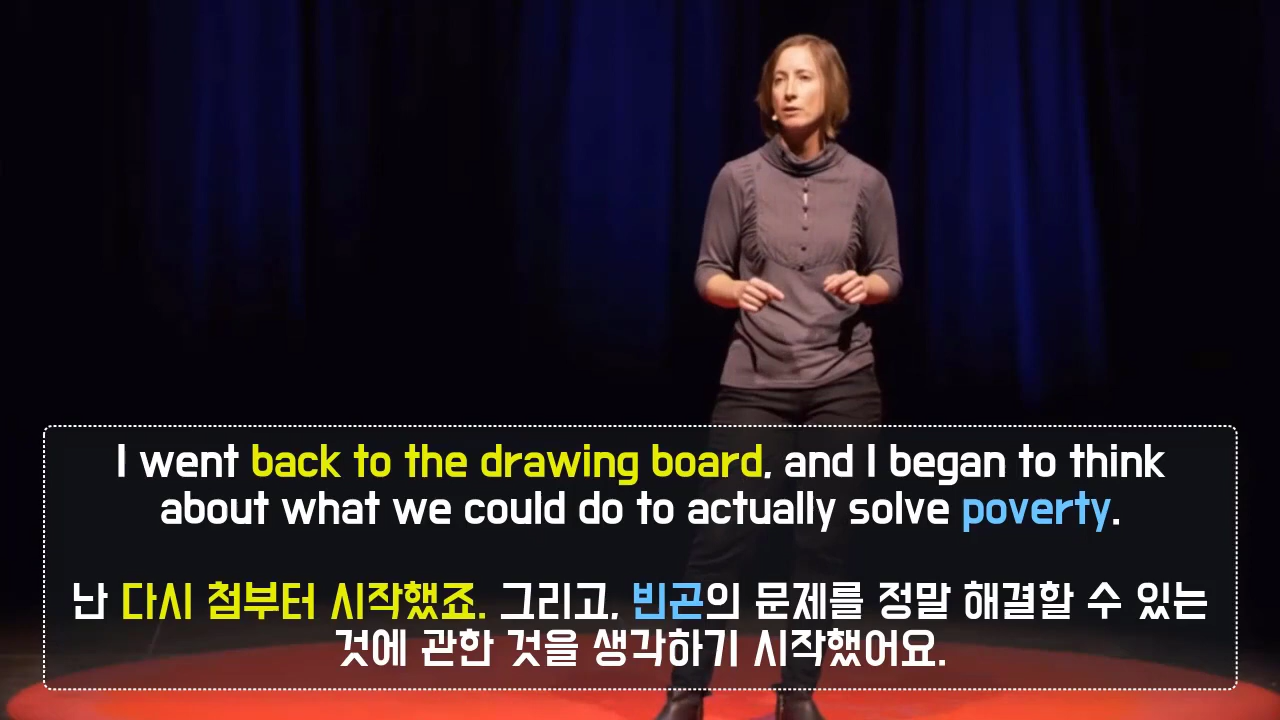 I went back to the drawing board, and I began to think
about what we could do to actually solve poverty.
난 다시 첨부터 시작했죠. 그리고, 빈곤의 문제를 정말 해결할 수 있는
것에 관한 것을 생각하기 시작했어요.